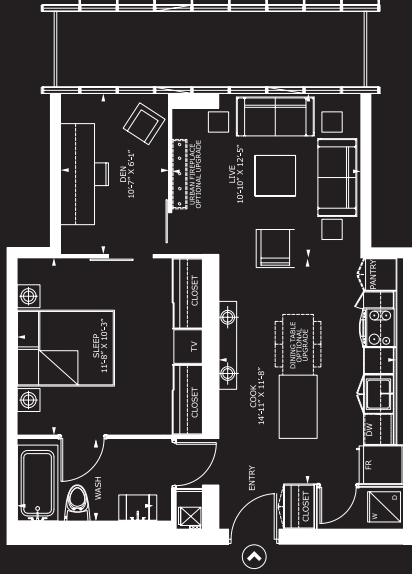 DEN
10'-7" X 6'-1"
URBAN FIREPLACE
OPTIONAL UPGRADE
LIVE
10'-10" X 12'-5"
SLEEP
11'-8" X 10'-3"
CLOSET
TV
CLOSET
PANTRY
DINING TABLE
OPTIONAL
UPGRADE
COOK
14'-11" X 11'-8"
DW
FR
WASH
ENTRY
CLOSET
W
D